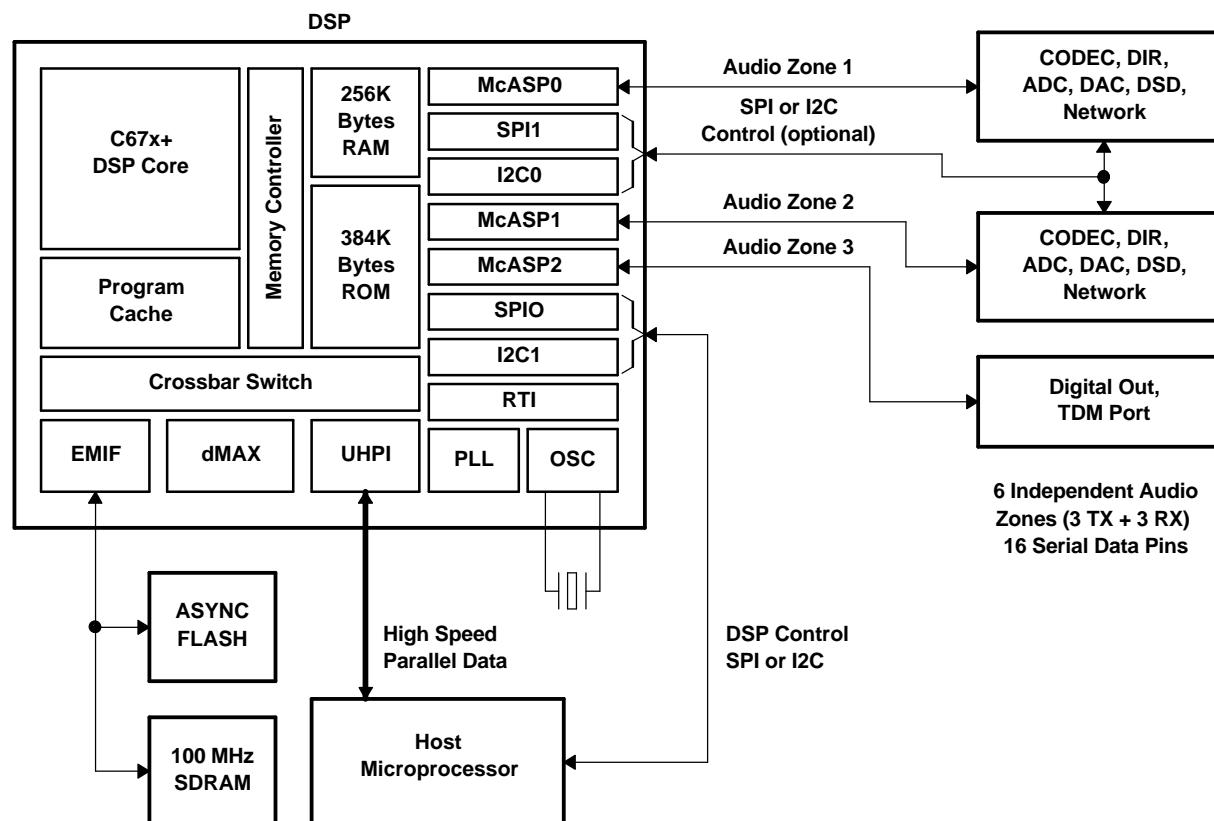 DSP
C67x+
DSP Core
Program
Cache
Memory Controller
256K
Bytes
RAM
384K
Bytes
ROM
McASP0
SPI1
I2C0
McASP1
McASP2
SPIO
I2C1
RTI
Crossbar Switch
EMIF
dMAX
UHPI
PLL
OSC
Audio Zone 1
SPI or I2C
Control (optional)
Audio Zone 2
Audio Zone 3
CODEC, DIR,
ADC, DAC, DSD,
Network
CODEC, DIR,
ADC, DAC, DSD,
Network
Digital Out,
TDM Port
6 Independent Audio
Zones (3 TX + 3 RX)
16 Serial Data Pins
ASYNC
FLASH
100 MHz
SDRAM
High Speed
Parallel Data
Host
Microprocessor
DSP Control
SPI or I2C